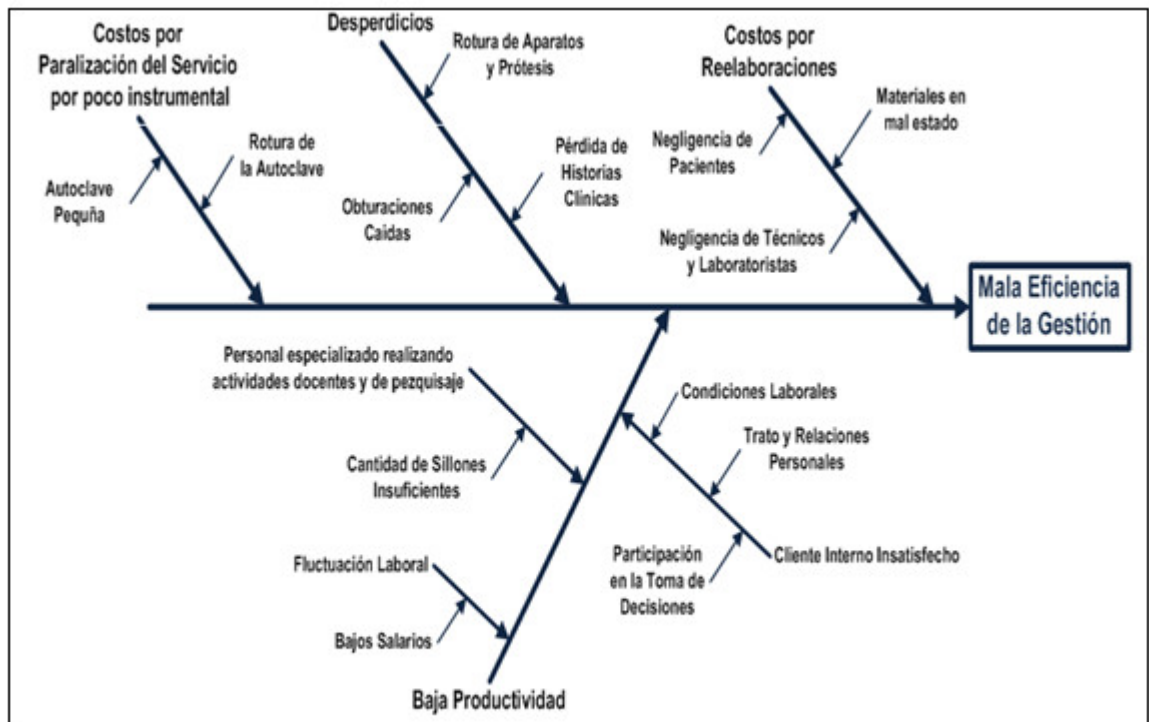 Costos por
Paralización del Servicio
por poco instrumental
Desperdicios
Costos por
Reelaboraciones
Rotura de Aparatos
y Prótesis
Materiales en
mal estado
Rotura de
la Autoclave
Negligencia de
Pacientes
Pérdida de
Historias
Clínicas
Autoclave
Pequña
Obturaciones
Caidas
Negligencia de Técnicos
y Laboratoristas
Mala Eficiencia
de la Gestión
Personal especializado realizando
actividades docentes y de pezquisaje
Condiciones Laborales
Trato y Relaciones
Personales
Cantidad de Sillones
Insuficientes
Participación
en la Toma de
Decisiones
Cliente Interno Insatisfecho
Fluctuación Laboral
Bajos Salarios
Baja Productividad